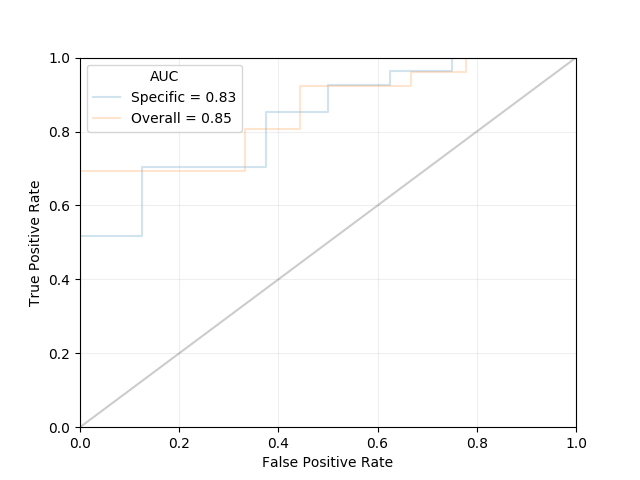 AUC
Specific = 0.83
Overall = 0.85
1.0
0.8
0.6
0.4
0.2
0.0
True Positive Rate
0.0 0.2 0.4 0.6 0.8 1.0
False Positive Rate